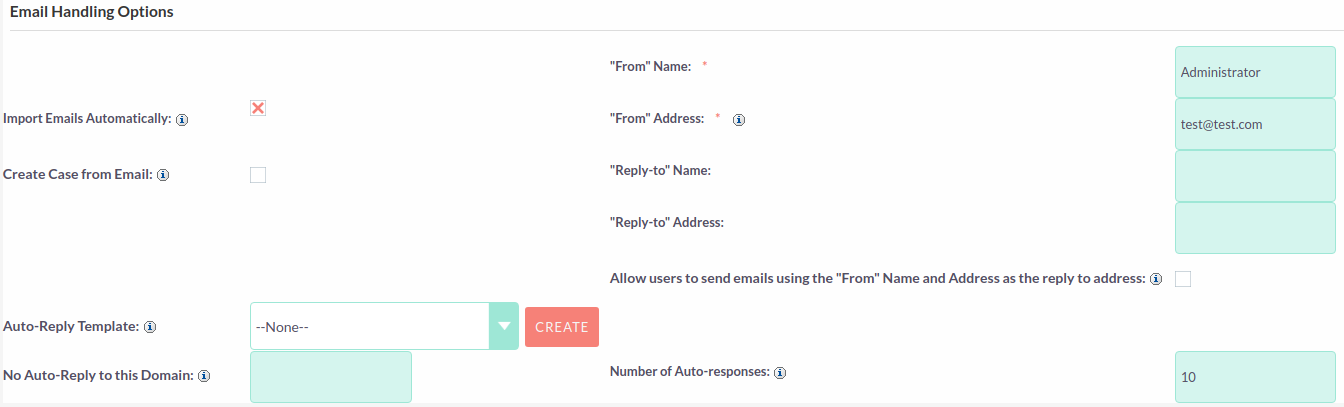 Email Handling Options
"From" Name: *
Administrator
Import Emails Automatically:
"From" Address: *
test@test.com
Create Case from Email:
"Reply-to" Name:
"Reply-to" Address:
Allow users to send emails using the "From" Name and Address as the reply to address:
Auto-Reply Template:
--None--
CREATE
No Auto-Reply to this Domain:
Number of Auto-responses:
10